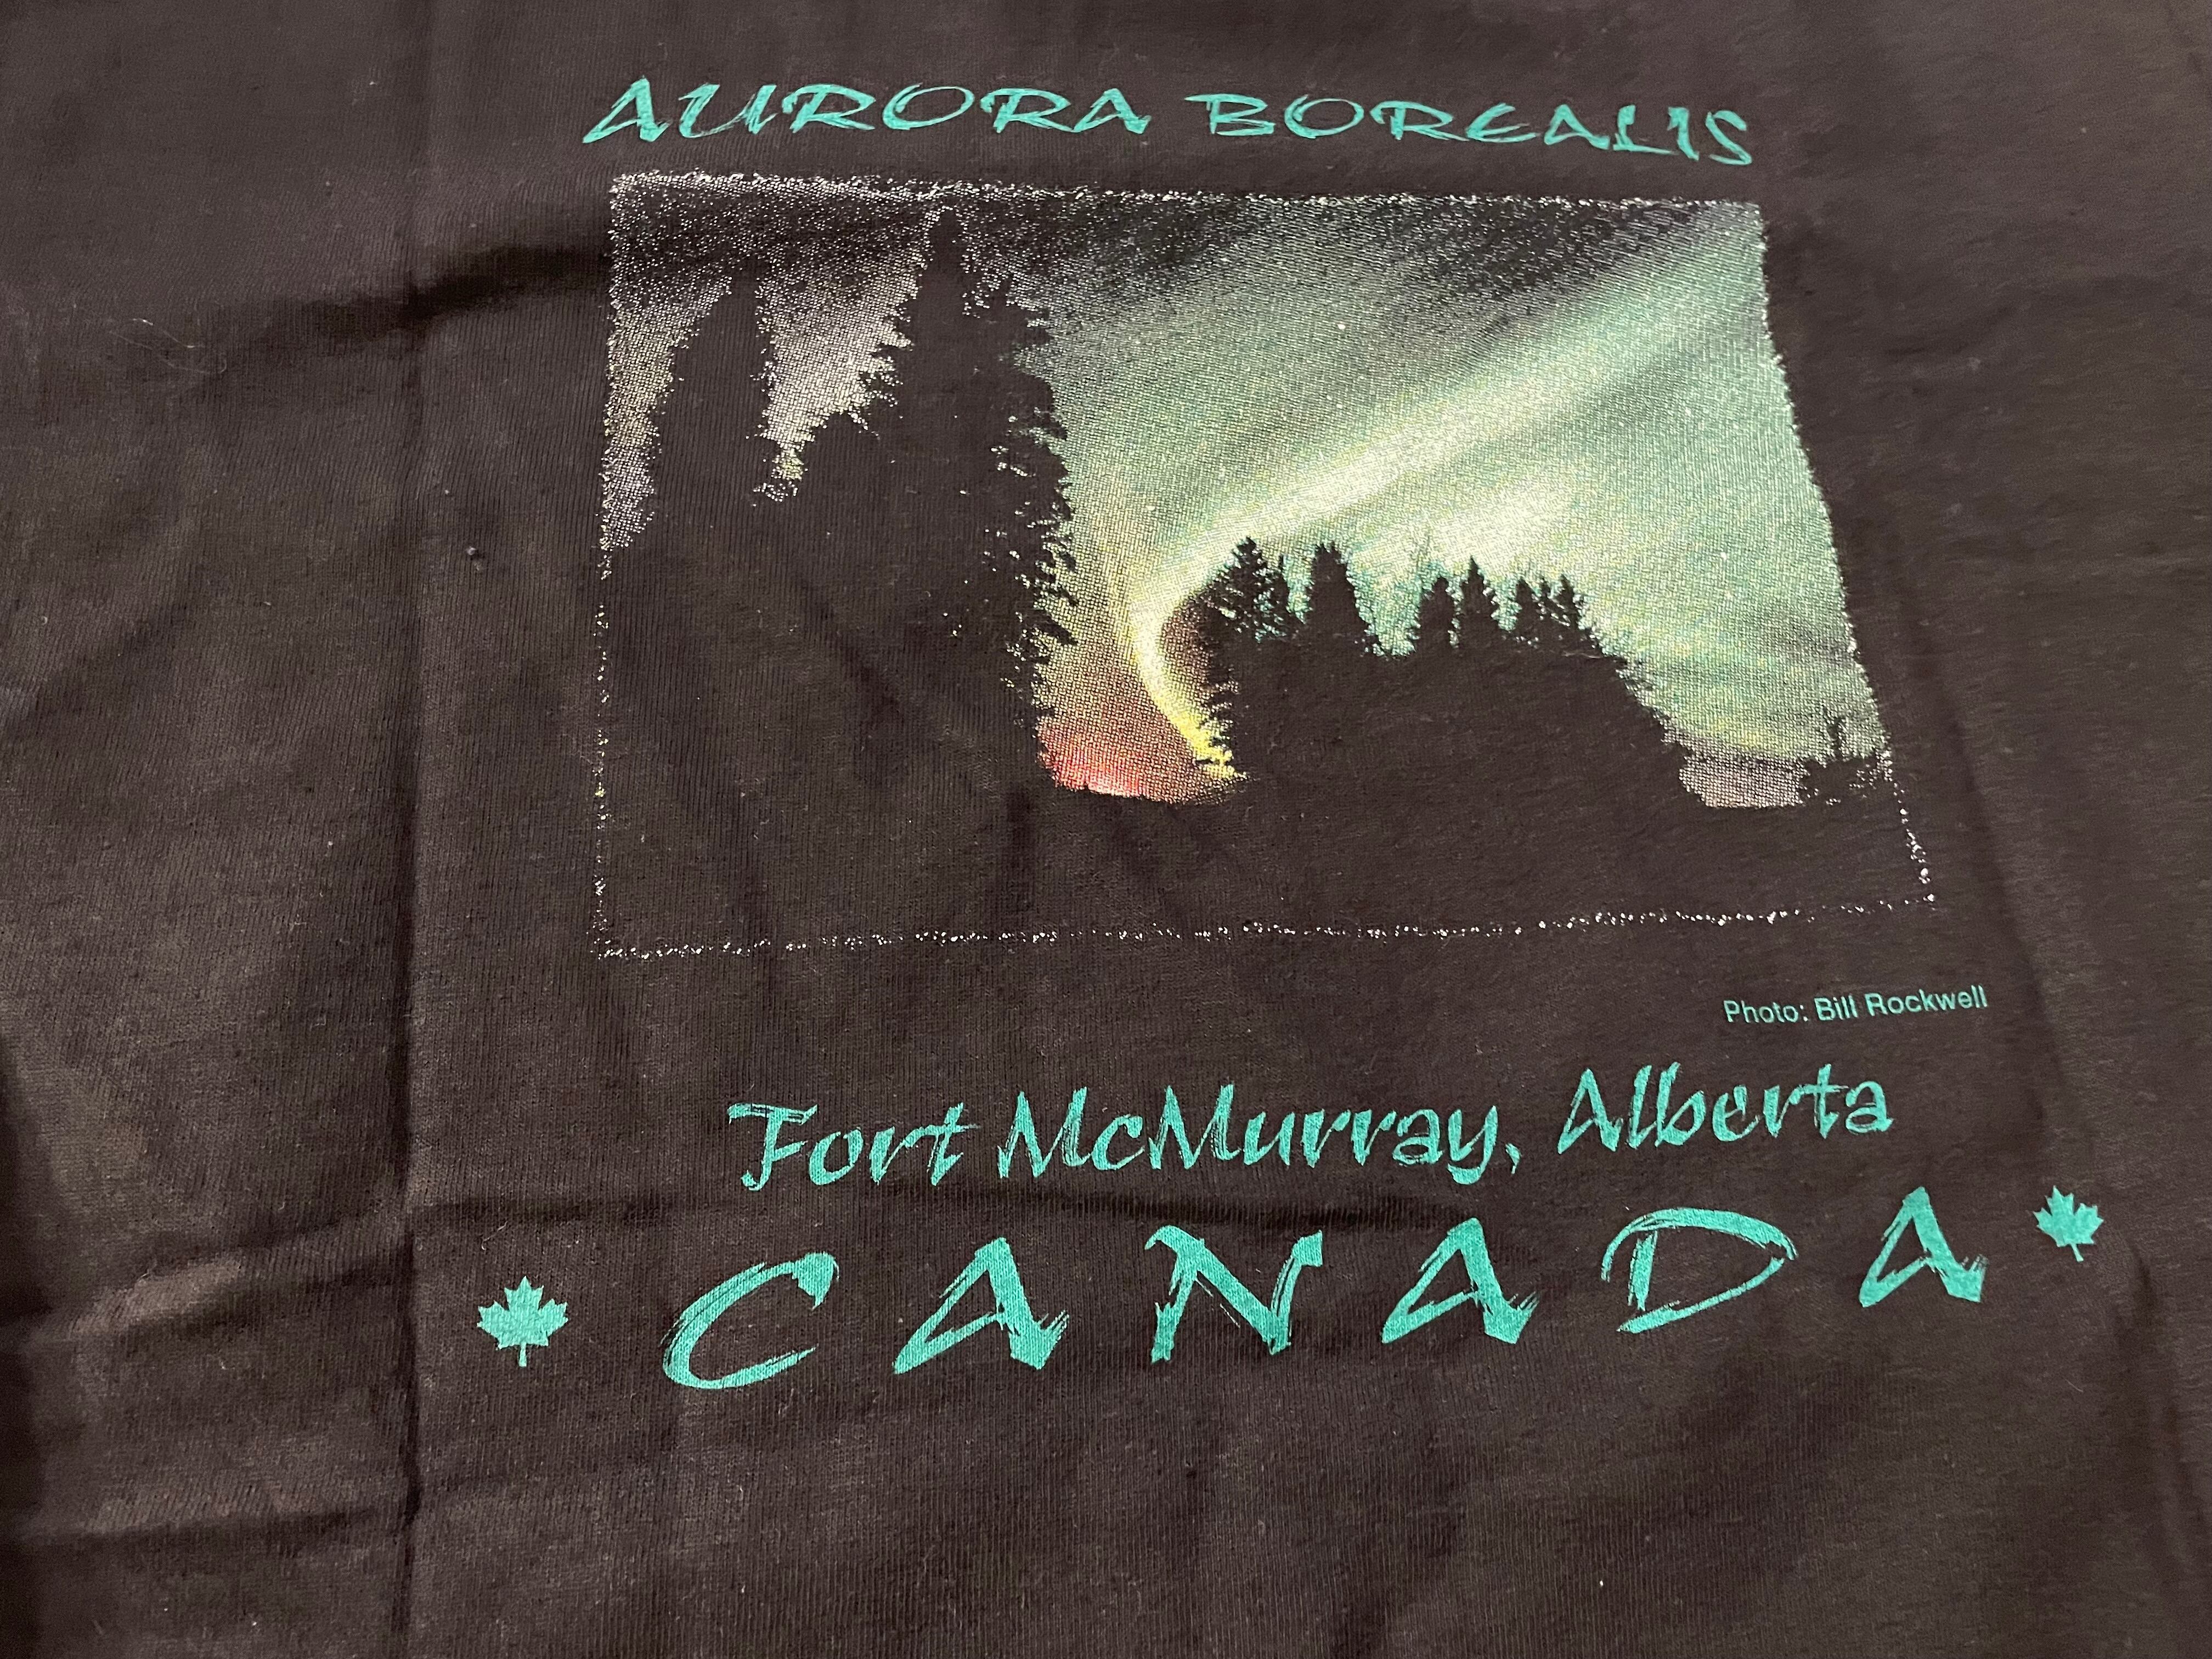 AURORA BOREALIS
Photo: Bill Rockwell
Fort McMurray, Alberta
CANADA